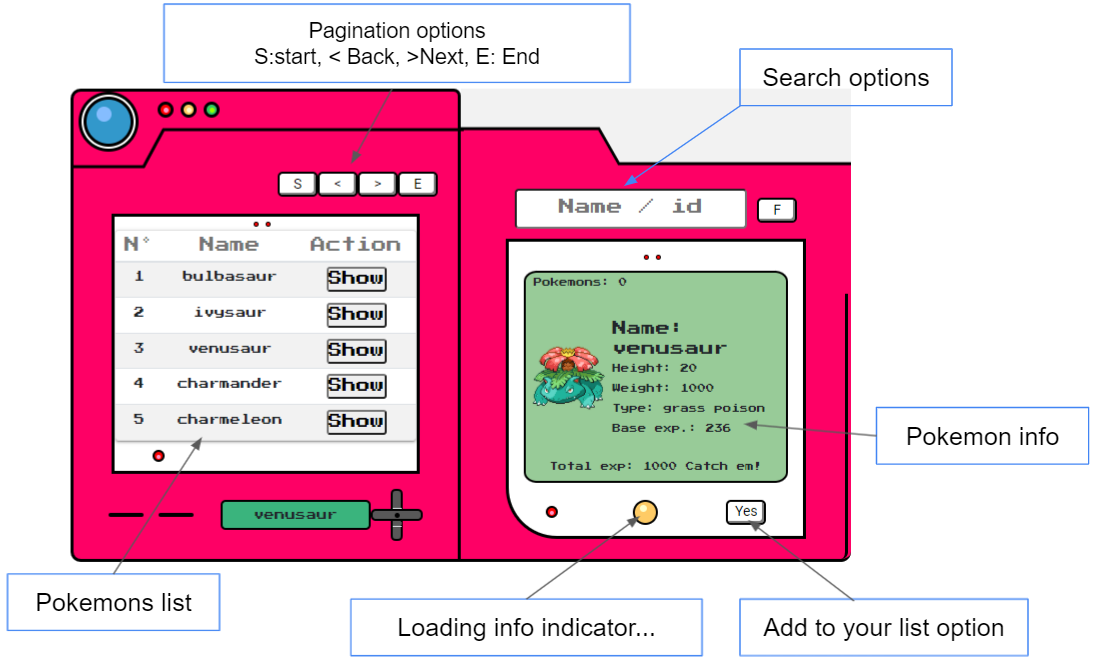 Pagination options
S:start, < Back, >Next, E: End
Search options
S < > E
Name / id
F
N° Name Action
1 bulbasaur Show
2 ivysaur Show
3 venusaur Show
4 charmander Show
5 charmeleon Show
venusaur
Pokemons: 0
Name:
venusaur
Height: 20
Weight: 1000
Type: grass poison
Base exp.: 236
Total exp: 1000 Catch em!
Yes
Pokemon info
Pokemons list
Loading info indicator...
Add to your list option